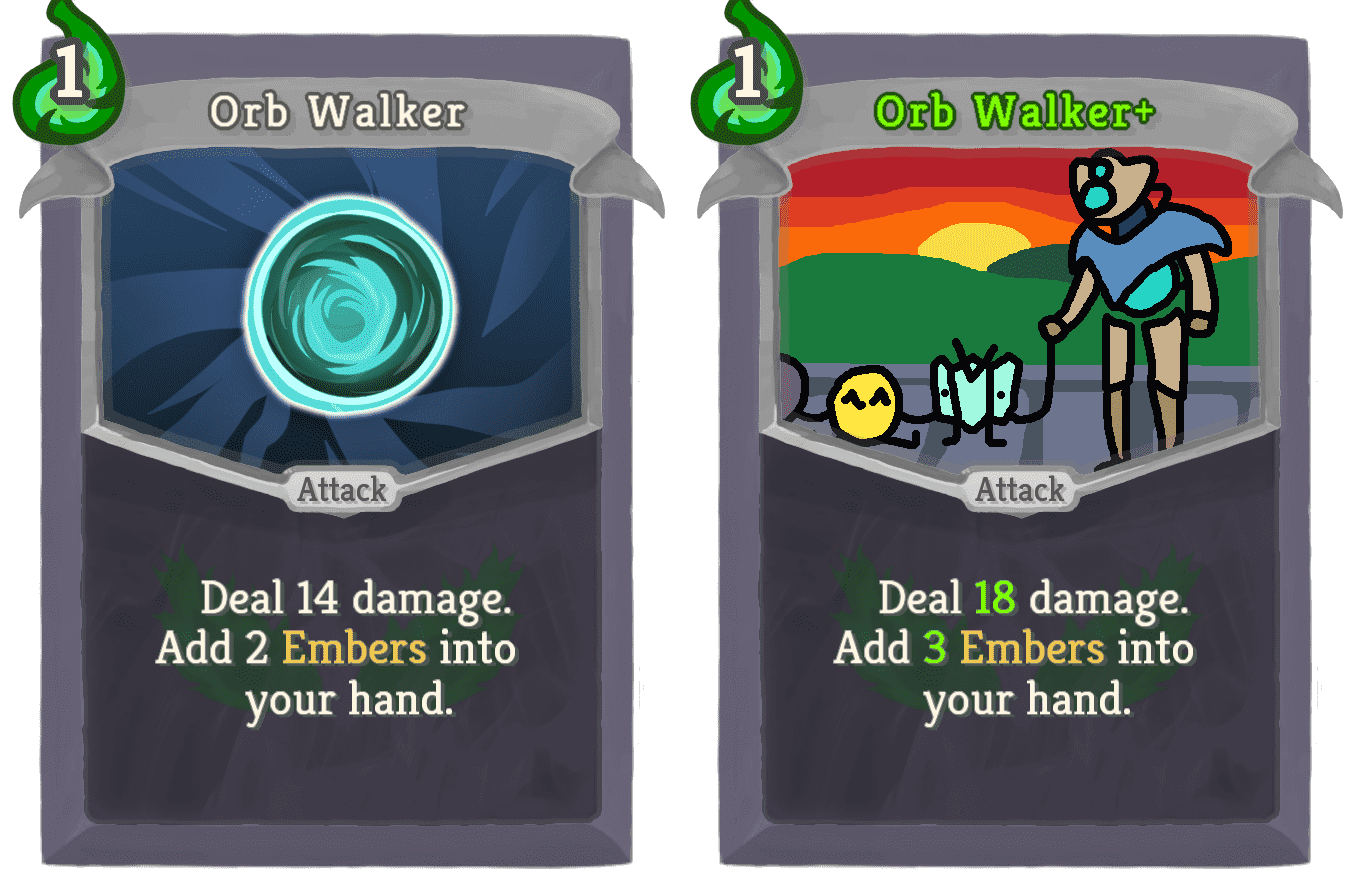 1
Orb Walker
Attack
Deal 14 damage.
Add 2 Embers into
your hand.
1
Orb Walker+
Attack
Deal 18 damage.
Add 3 Embers into
your hand.